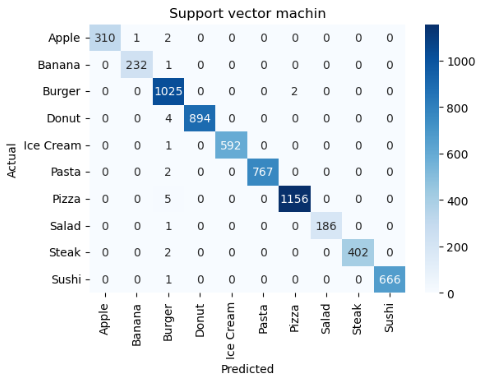 Support vector machin
Apple 310 1 2 0 0 0 0 0 0 0
Banana 0 232 1 0 0 0 0 0 0 0
Burger 0 0 1025 0 0 0 2 0 0 0
Donut 0 0 4 894 0 0 0 0 0 0
Ice Cream 0 0 1 0 592 0 0 0 0 0
Pasta 0 0 2 0 0 767 0 0 0 0
Pizza 0 0 5 0 0 0 1156 0 0 0
Salad 0 0 1 0 0 0 0 186 0 0
Steak 0 0 2 0 0 0 0 0 402 0
Sushi 0 0 1 0 0 0 0 0 0 666
Actual
Apple Banana Burger Donut Ice Cream Pasta Pizza Salad Steak Sushi
Predicted
1000
800
600
400
200
0